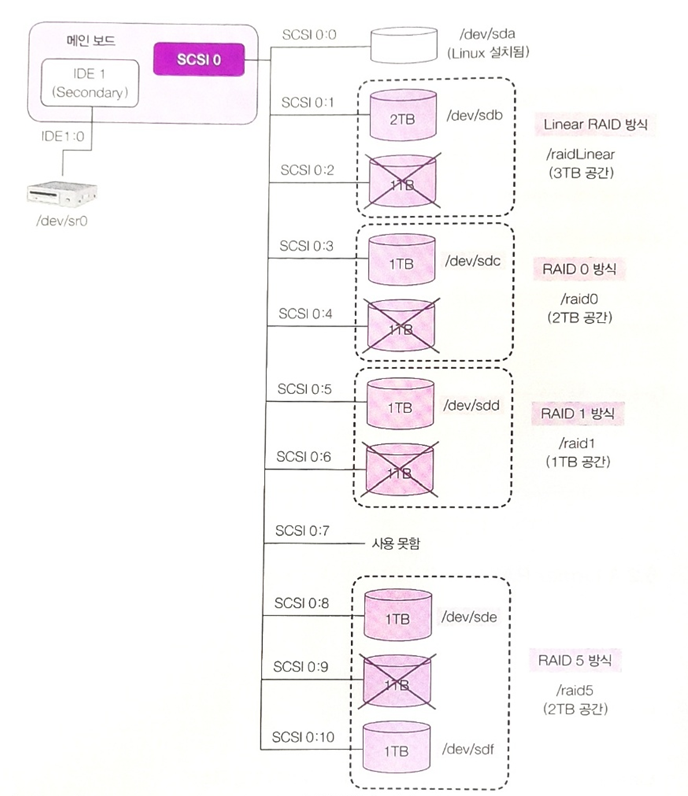 메인 보드
SCSI 0
IDE 1
(Secondary)
IDE1:0
/dev/sr0
SCSI 0:0
/dev/sda
(Linux 설치됨)
SCSI 0:1
2TB
/dev/sdb
SCSI 0:2
1TB
Linear RAID 방식
/raidLinear
(3TB 공간)
SCSI 0:3
1TB
/dev/sdc
SCSI 0:4
1TB
RAID 0 방식
/raid0
(2TB 공간)
SCSI 0:5
1TB
/dev/sdd
SCSI 0:6
1TB
RAID 1 방식
/raid1
(1TB 공간)
SCSI 0:7
사용 못함
SCSI 0:8
1TB
/dev/sde
SCSI 0:9
1TB
SCSI 0:10
1TB
/dev/sdf
RAID 5 방식
/raid5
(2TB 공간)